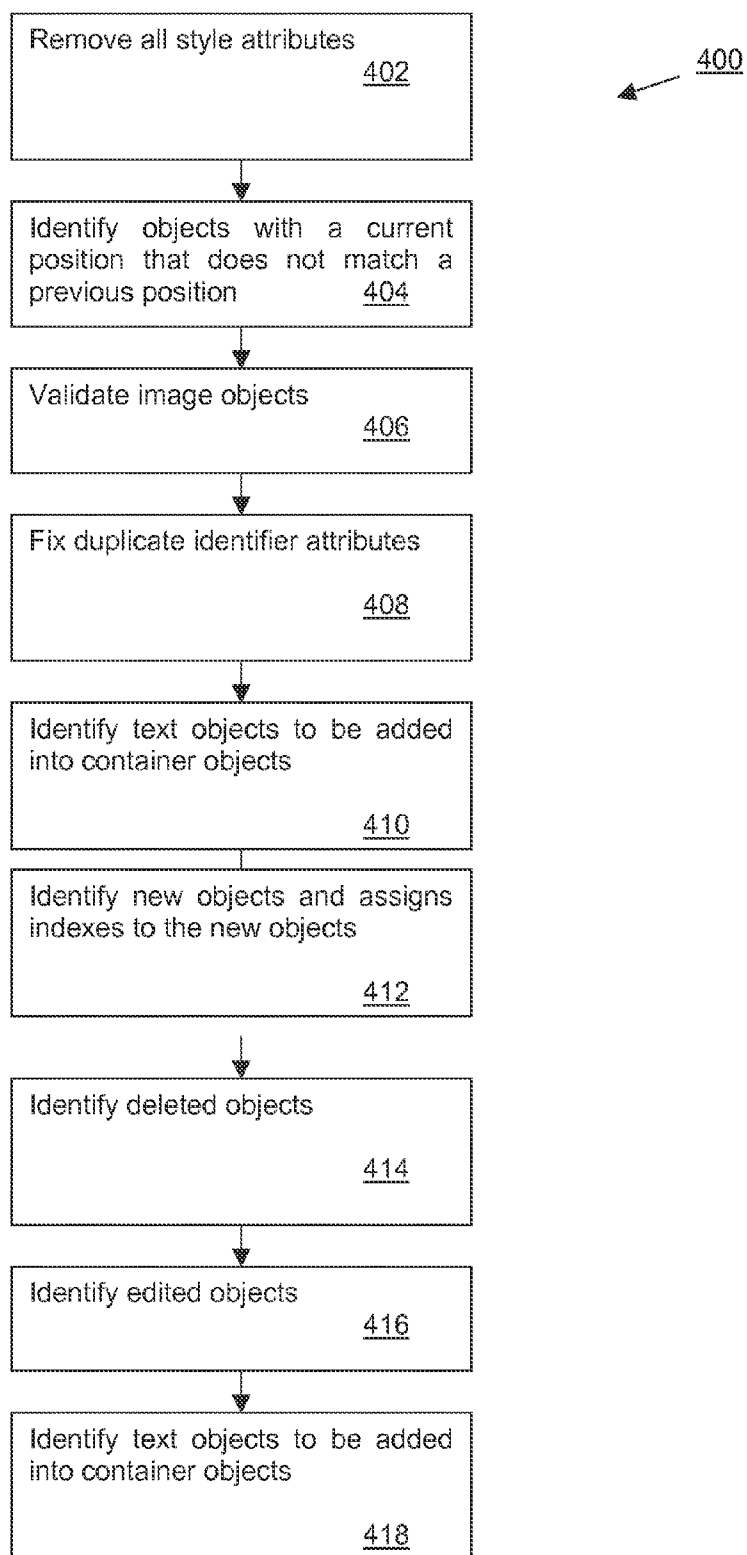 Remove all style attributes
402
400
Identify objects with a current
position that does not match a
previous position 404
Validate image objects
406
Fix duplicate identifier attributes
408
Identify text objects to be added
into container objects
410
Identify new objects and assigns
indexes to the new objects
412
Identify deleted objects
414
Identify edited objects
416
Identify text objects to be added
into container objects
418